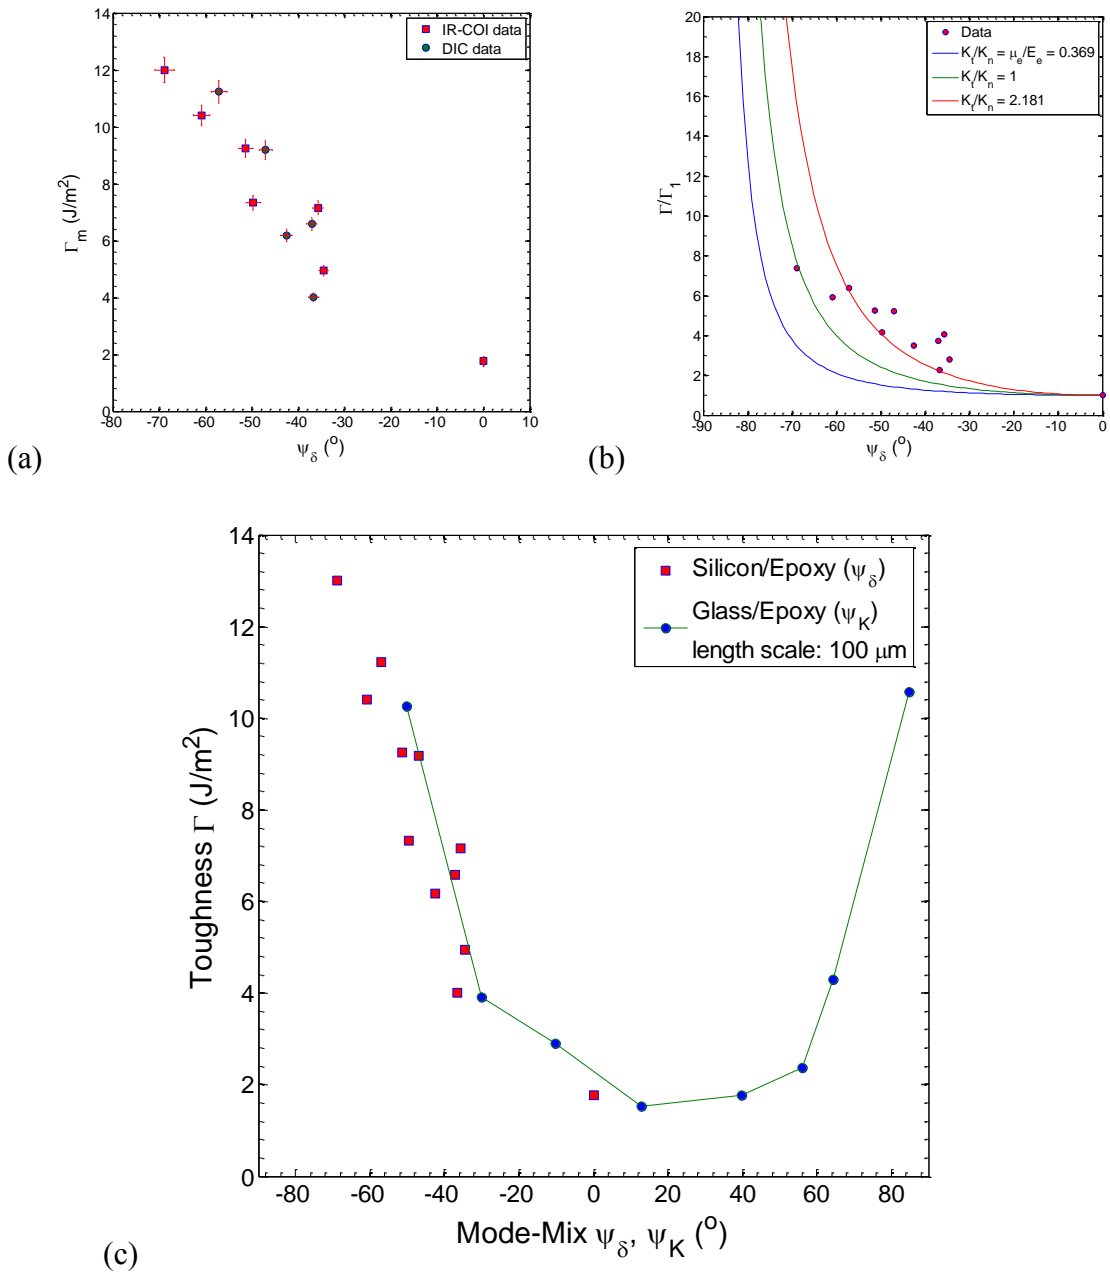 14
12
10
8
6
4
2
0
Γm (J/m²)
-80 -70 -60 -50 -40 -30 -20 -10 0 10
ψδ (º)
IR-COI data
DIC data
(a)
20
18
16
14
12
10
8
6
4
2
0
Γ/Γ1
-90 -80 -70 -60 -50 -40 -30 -20 -10 0
ψδ (º)
Data
Kt/Kn = μe/Ee = 0.369
Kt/Kn = 1
Kt/Kn = 2.181
(b)
14
12
10
8
6
4
2
0
Toughness Γ (J/m²)
-80 -60 -40 -20 0 20 40 60 80
Mode-Mix ψδ, ψK (º)
Silicon/Epoxy (ψδ)
Glass/Epoxy (ψK)
length scale: 100 μm
(c)